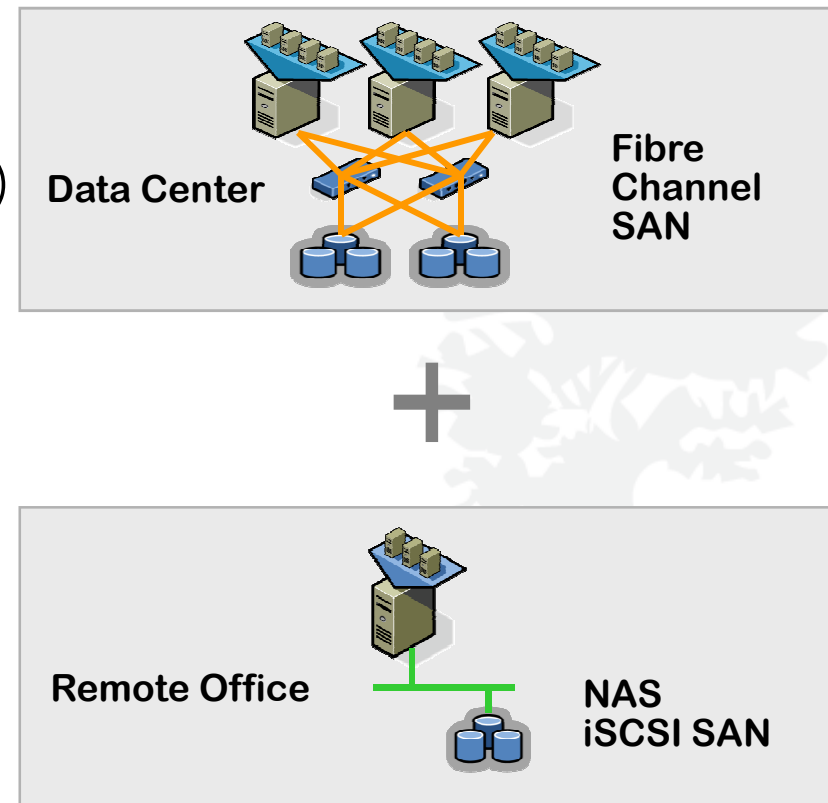 )
Data Center
Fibre
Channel
SAN
+
Remote Office
NAS
iSCSI SAN